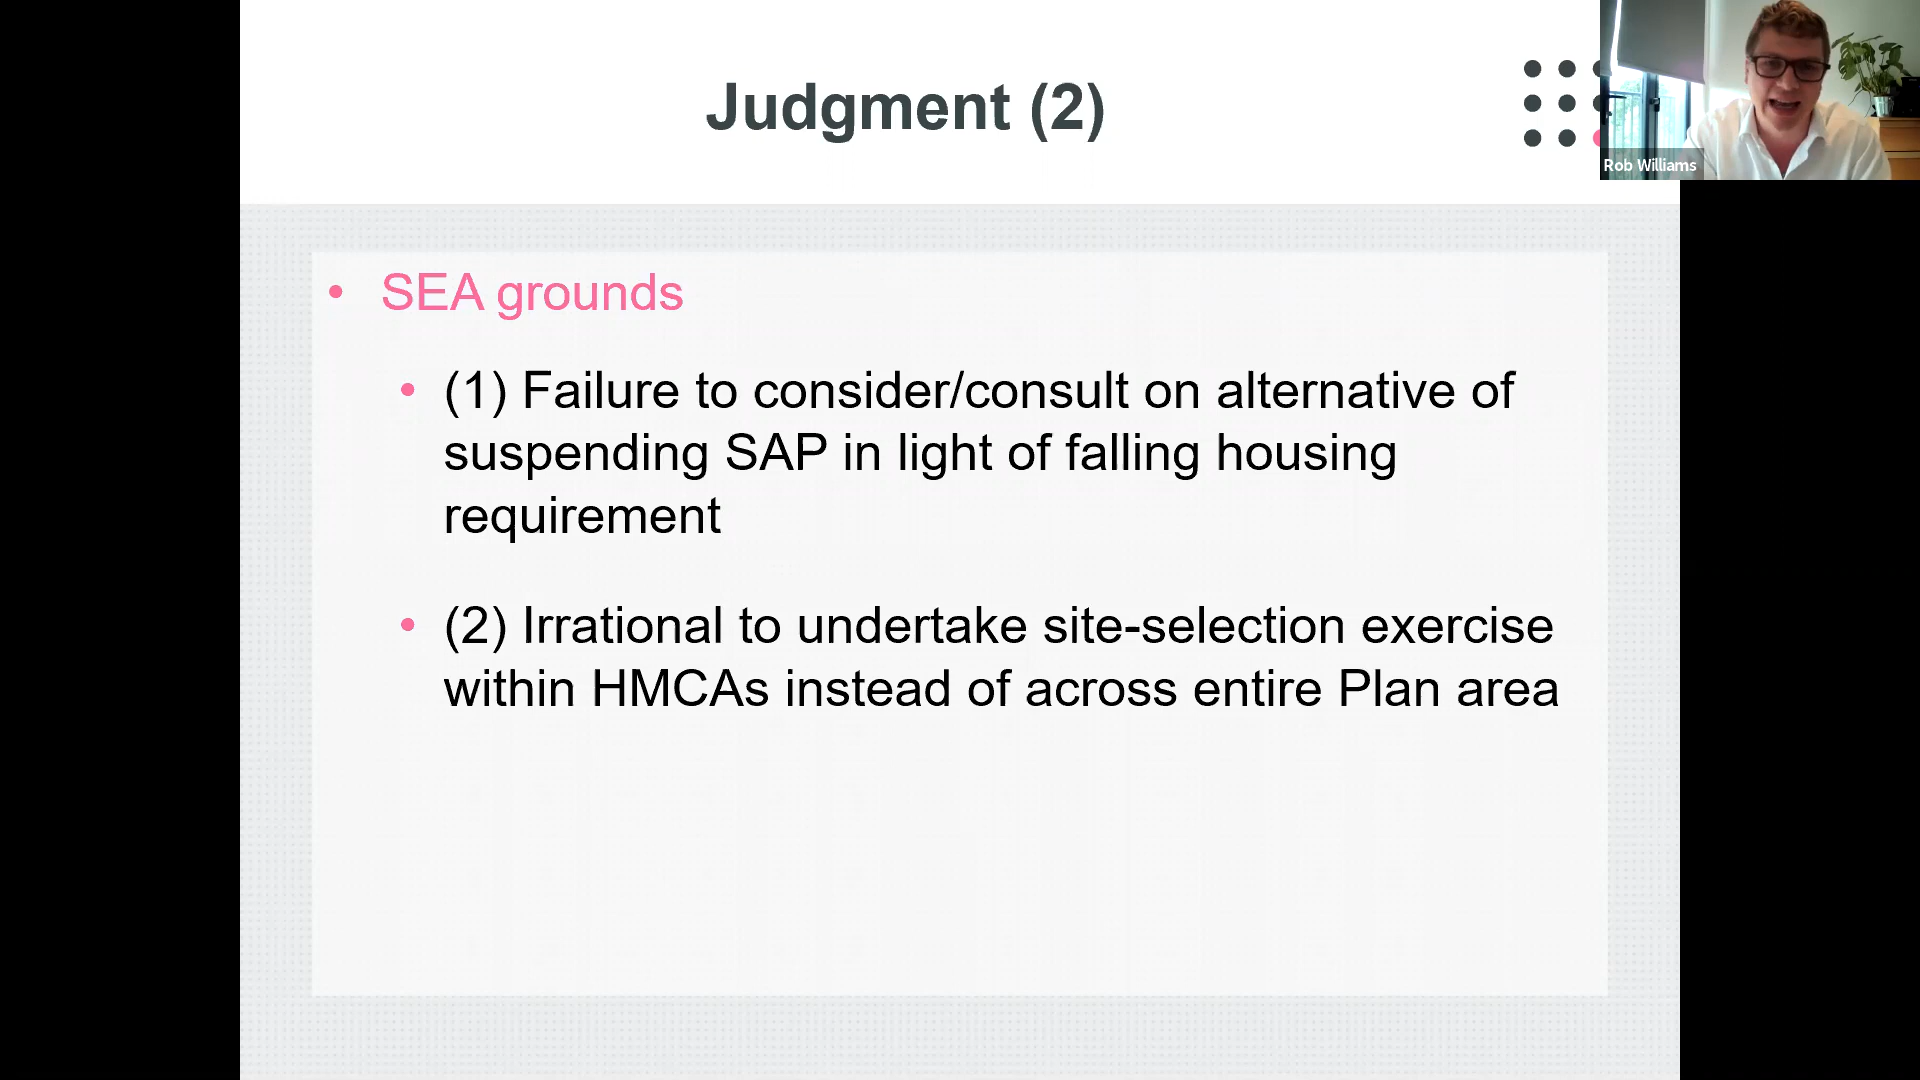 Judgment (2)
Rob Williams
• SEA grounds
• (1) Failure to consider/consult on alternative of
suspending SAP in light of falling housing
requirement
• (2) Irrational to undertake site-selection exercise
within HMCAs instead of across entire Plan area